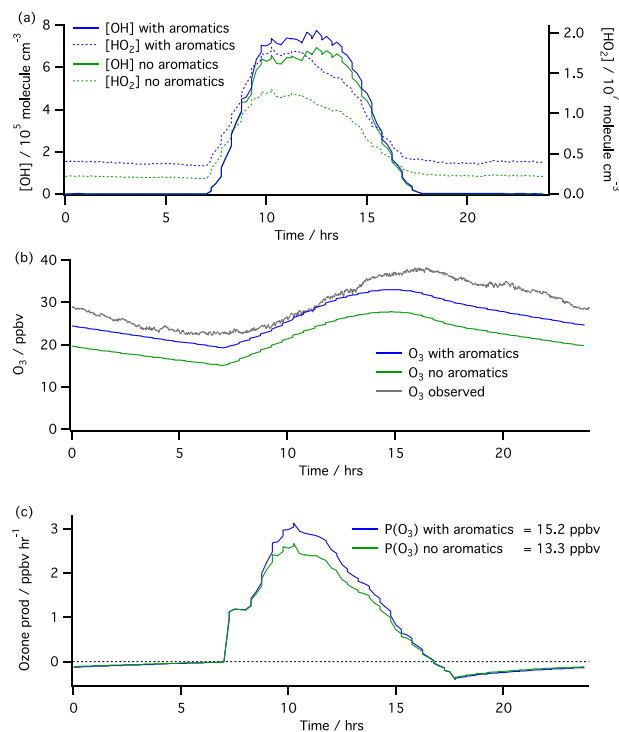 (a)
[OH] with aromatics
[HO2] with aromatics
[OH] no aromatics
[HO2] no aromatics
8
6
4
2
0
[OH] / 10^5 molecule cm^-3
2.0
1.5
1.0
0.5
0.0
[HO2] / 10^7 molecule cm^-3
0
5
10
15
20
Time / hrs
(b)
40
30
20
10
0
O3 / ppbv
O3 with aromatics
O3 no aromatics
O3 observed
0
5
10
15
20
Time / hrs
(c)
3
2
1
0
Ozone prod / ppbv hr^-1
P(O3) with aromatics = 15.2 ppbv
P(O3) no aromatics = 13.3 ppbv
0
5
10
15
20
Time / hrs